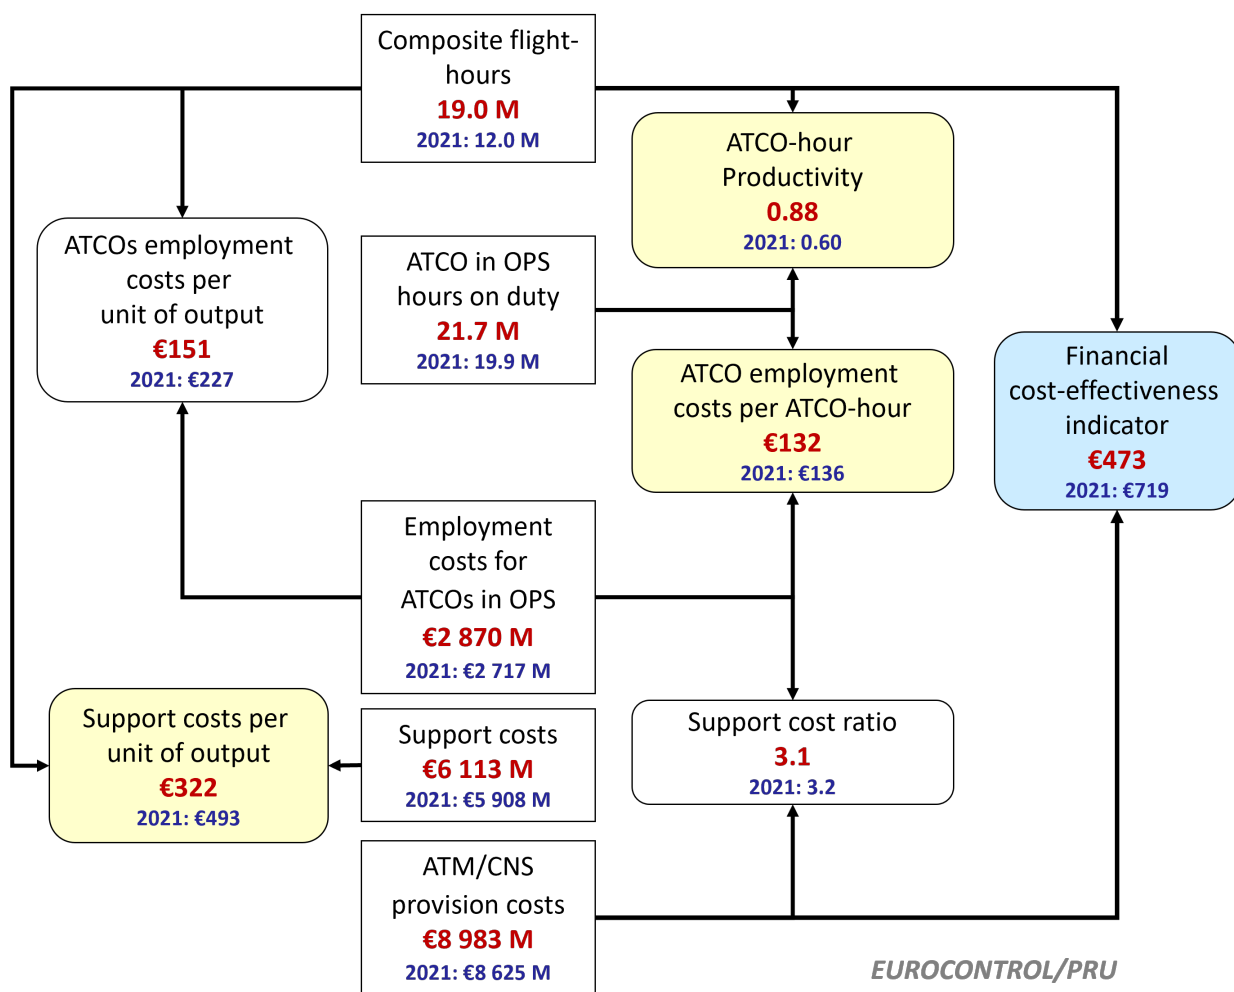 Composite flight-
hours
19.0 M
2021: 12.0 M
ATCO-hour
Productivity
0.88
2021: 0.60
ATCOs employment
costs per
unit of output
€151
2021: €227
ATCO in OPS
hours on duty
21.7 M
2021: 19.9 M
ATCO employment
costs per ATCO-hour
€132
2021: €136
Financial
cost-effectiveness
indicator
€473
2021: €719
Employment
costs for
ATCOs in OPS
€2 870 M
2021: €2 717 M
Support costs per
unit of output
€322
2021: €493
Support costs
€6 113 M
2021: €5 908 M
Support cost ratio
3.1
2021: 3.2
ATM/CNS
provision costs
€8 983 M
2021: €8 625 M
EUROCONTROL/PRU